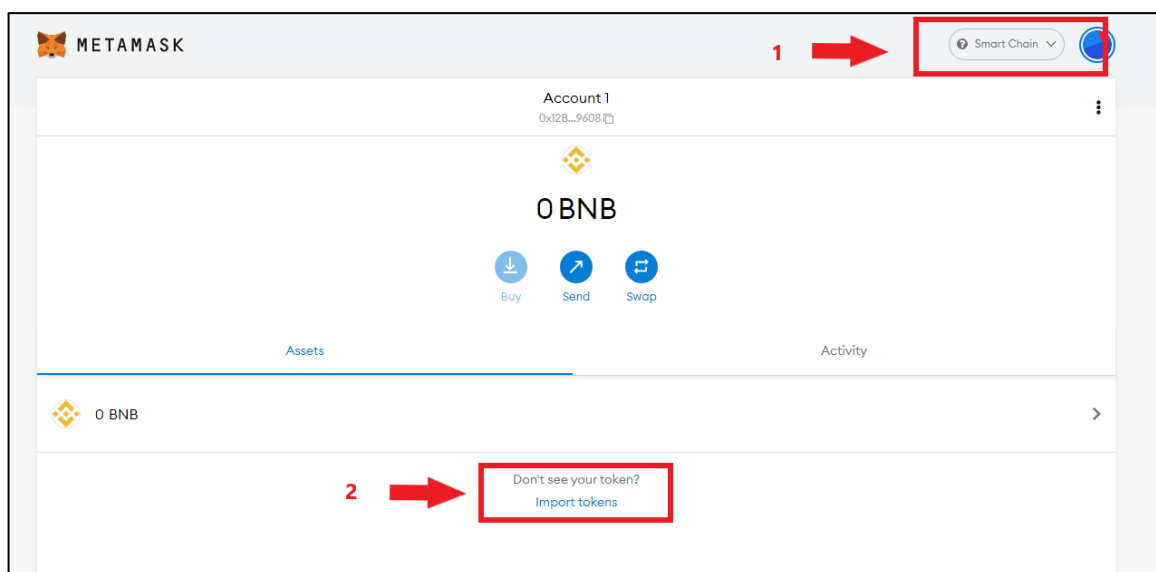 METAMASK
1
Smart Chain
Account 1
0x12B...9608
0 BNB
Buy
Send
Swap
Assets
Activity
0 BNB
Don't see your token?
2
Import tokens